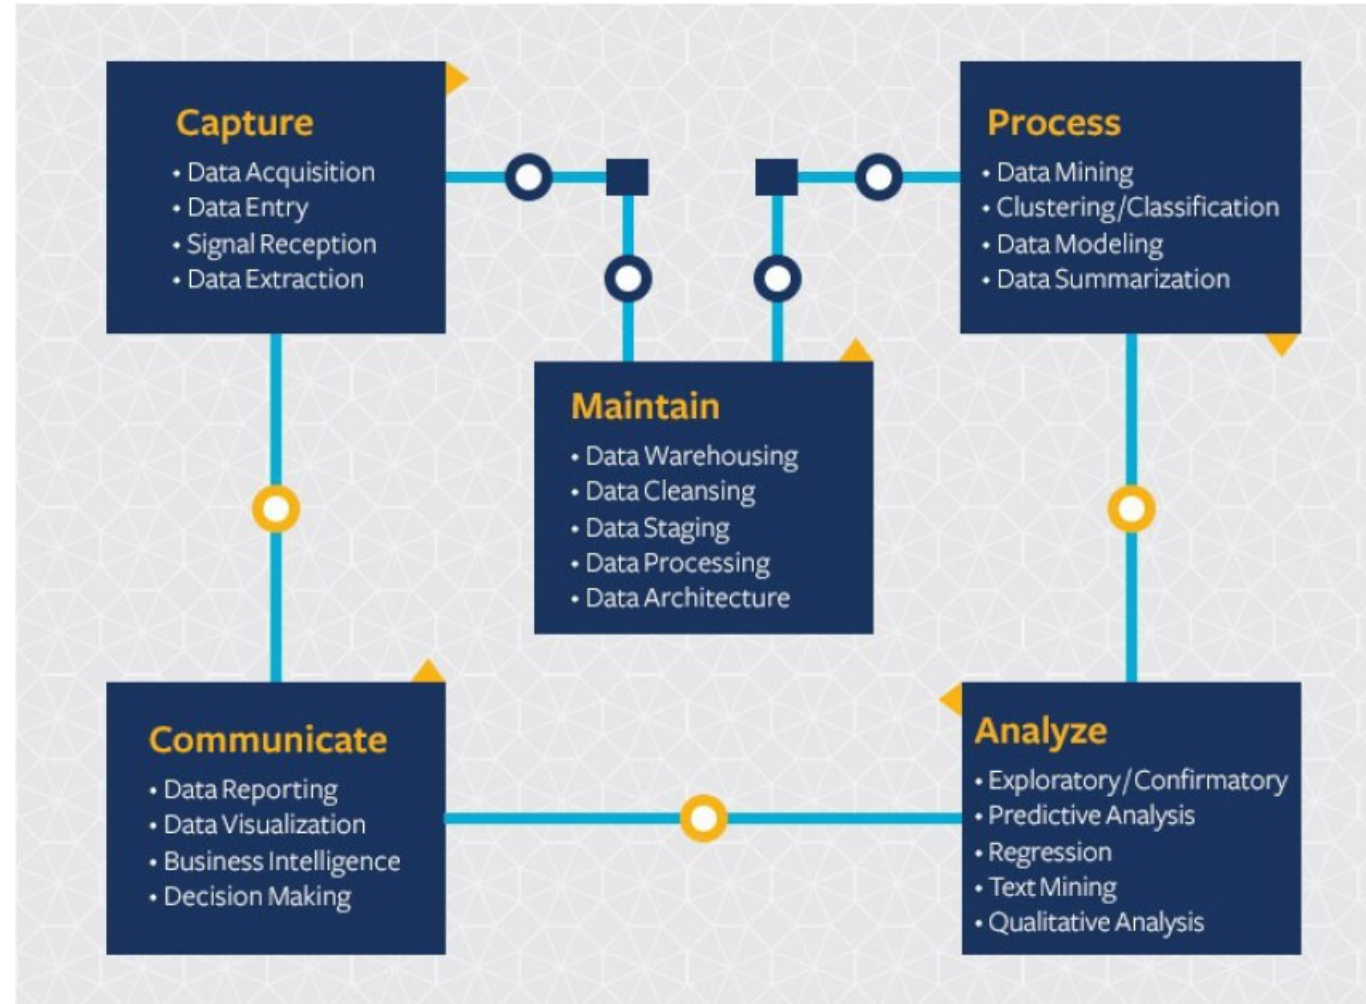 Capture
• Data Acquisition
• Data Entry
• Signal Reception
• Data Extraction
Process
• Data Mining
• Clustering/Classification
• Data Modeling
• Data Summarization
Maintain
• Data Warehousing
• Data Cleansing
• Data Staging
• Data Processing
• Data Architecture
Communicate
• Data Reporting
• Data Visualization
• Business Intelligence
• Decision Making
Analyze
• Exploratory/Confirmatory
• Predictive Analysis
• Regression
• Text Mining
• Qualitative Analysis